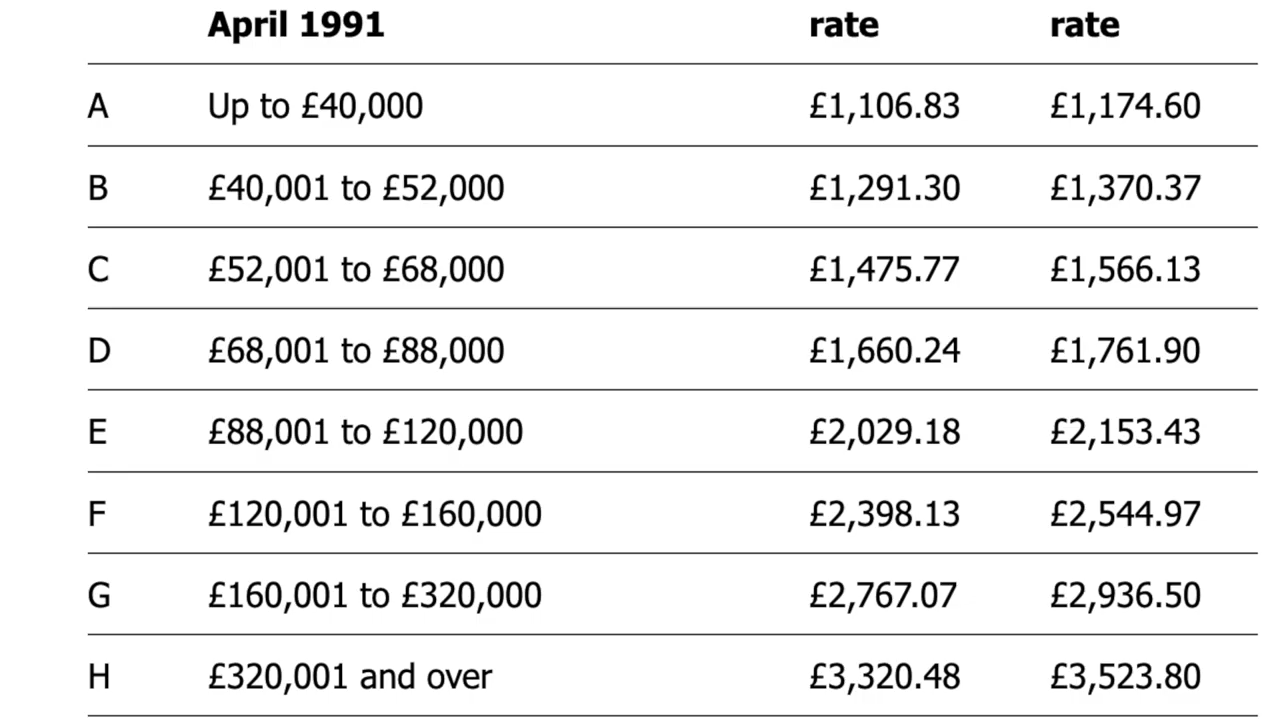 April 1991 rate rate
A Up to £40,000 £1,106.83 £1,174.60
B £40,001 to £52,000 £1,291.30 £1,370.37
C £52,001 to £68,000 £1,475.77 £1,566.13
D £68,001 to £88,000 £1,660.24 £1,761.90
E £88,001 to £120,000 £2,029.18 £2,153.43
F £120,001 to £160,000 £2,398.13 £2,544.97
G £160,001 to £320,000 £2,767.07 £2,936.50
H £320,001 and over £3,320.48 £3,523.80